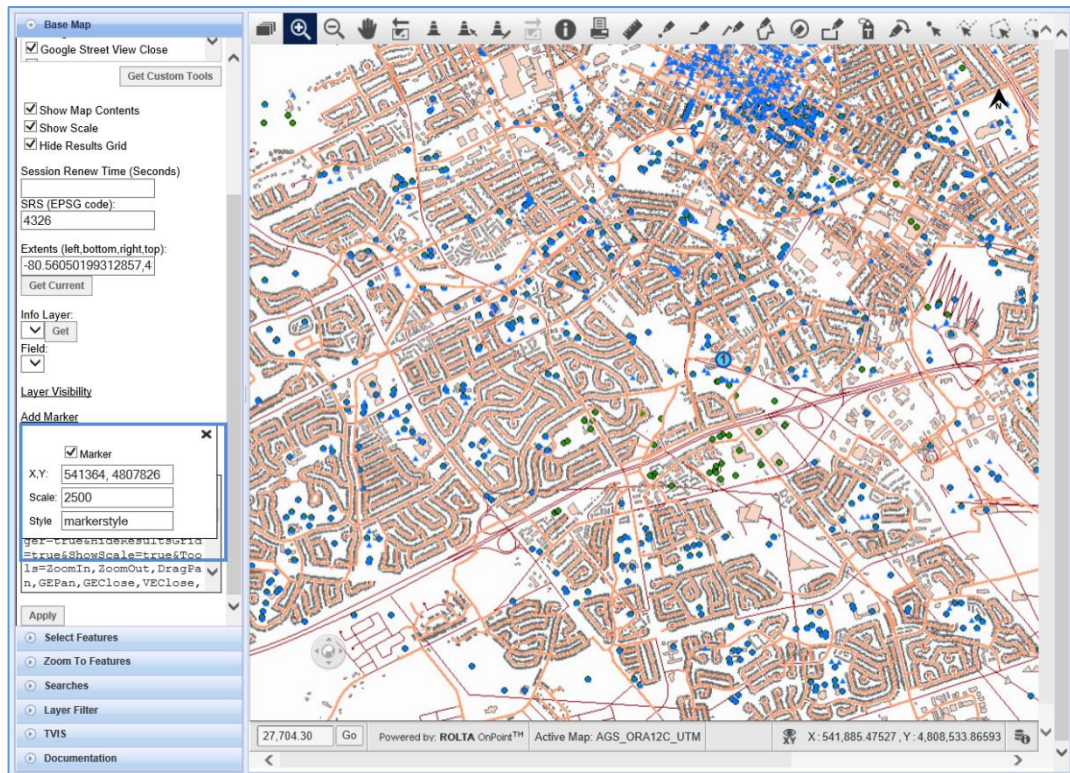 Base Map
Google Street View Close
Get Custom Tools
Show Map Contents
Show Scale
Hide Results Grid
Session Renew Time (Seconds)
SRS (EPSG code):
4326
Extents (left,bottom,right,top):
-80.56050199312857,4
Get Current
Info Layer:
Get
Field:
Layer Visibility
Add Marker
Marker
X,Y: 541364, 4807826
Scale: 2500
Style markerstyle
ger=true&HideResultsGrid
=true&ShowScale=true&Too
ls=ZoomIn,ZoomOut,DragPa
n,GEPan,GEClose,VEClose,
Apply
Select Features
Zoom To Features
Searches
Layer Filter
TVIS
Documentation
XY
T
N
1
27,704.30 Go Powered by: ROLTA OnPoint™ Active Map: AGS_ORA12C_UTM XY X: 541,885.47527 , Y: 4,808,533.86593